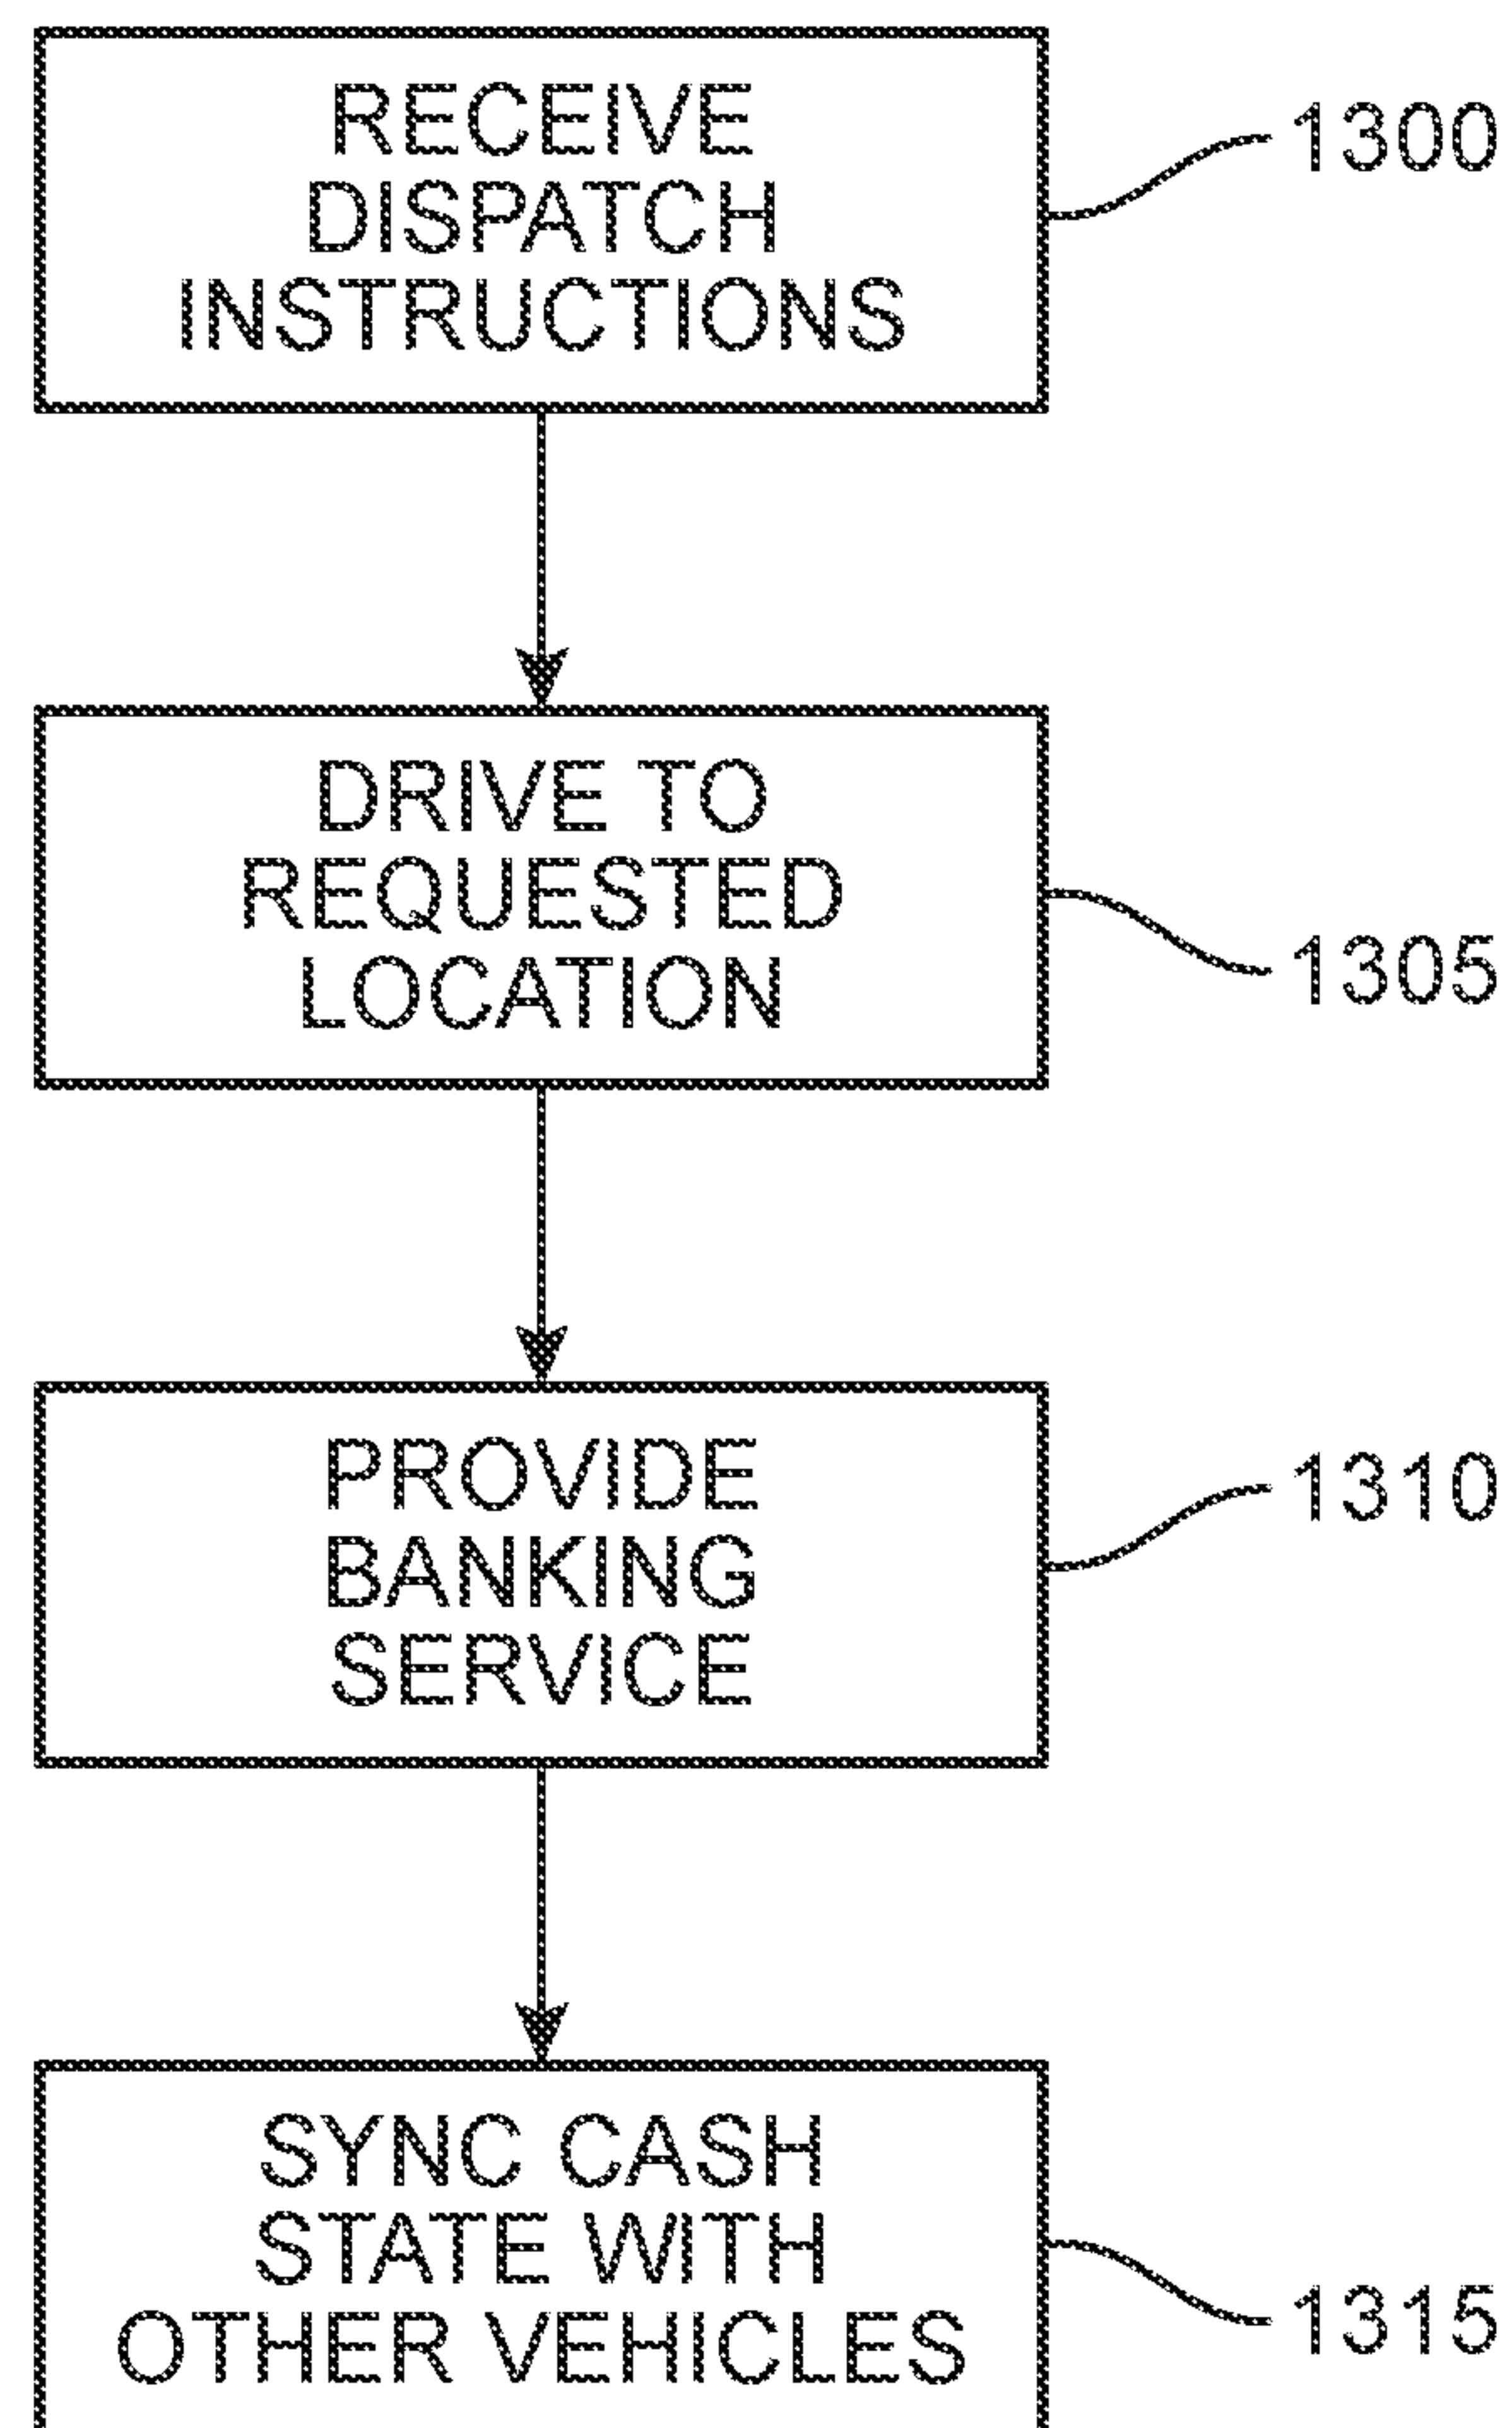 RECEIVE
DISPATCH
INSTRUCTIONS
1300
DRIVE TO
REQUESTED
LOCATION
1305
PROVIDE
BANKING
SERVICE
1310
SYNC CASH
STATE WITH
OTHER VEHICLES
1315